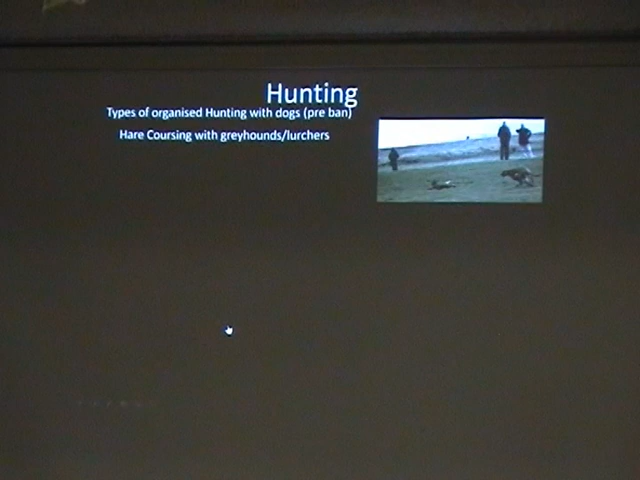 Hunting
Types of organised Hunting with dogs (pre ban)
Hare Coursing with greyhounds/lurchers